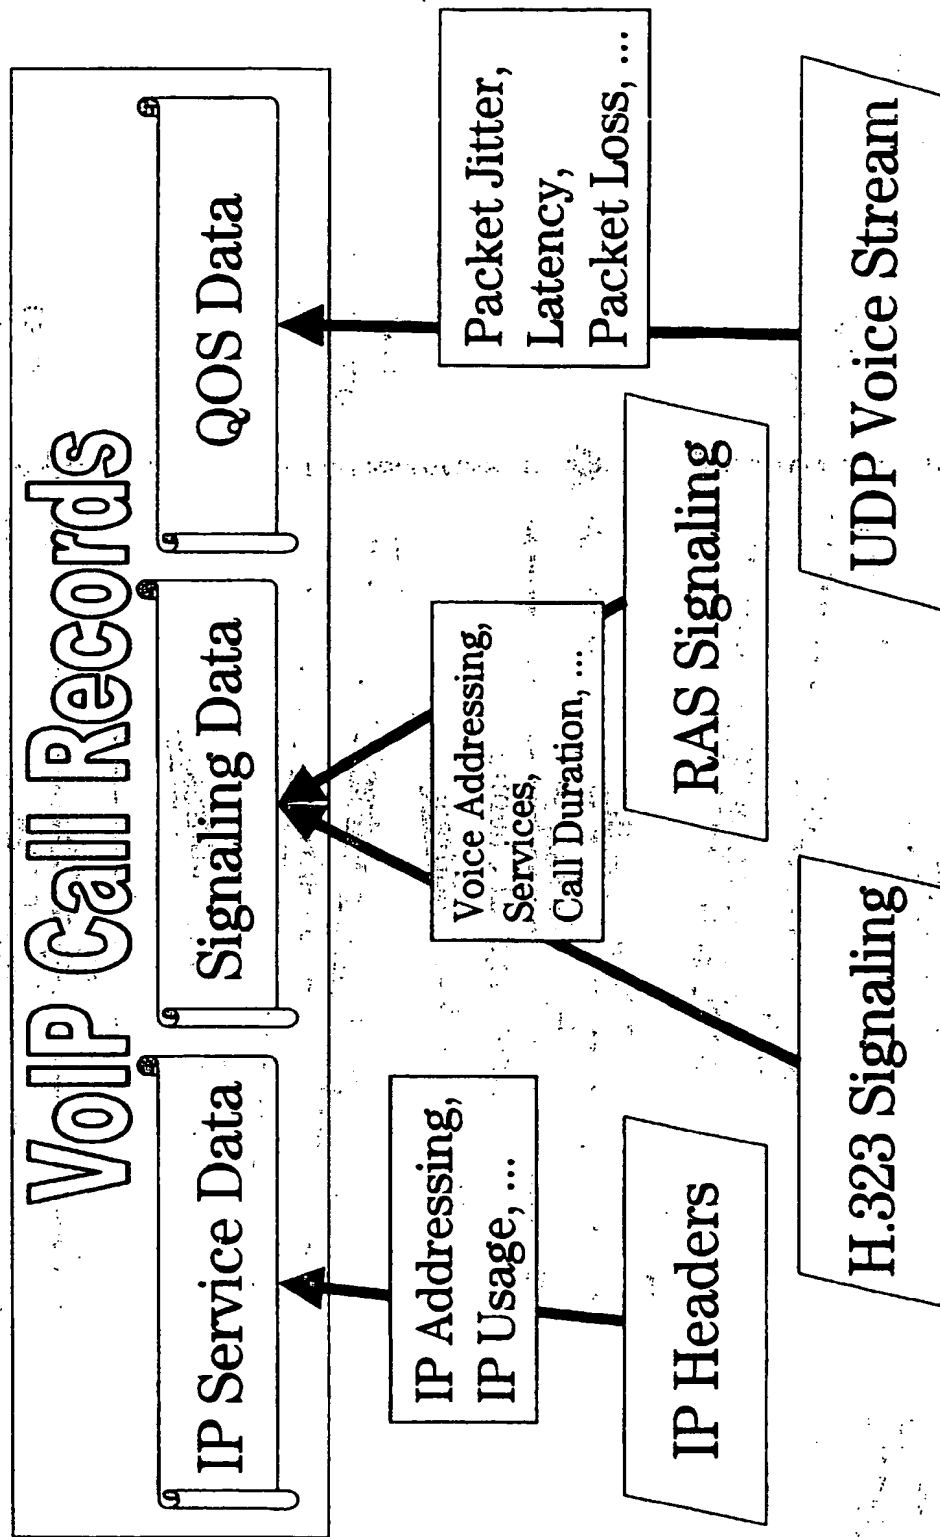 VoIP Call Records
IP Service Data
Signaling Data
QOS Data
IP Addressing,
IP Usage, ...
Voice Addressing,
Services,
Call Duration, ...
Packet Jitter,
Latency,
Packet Loss, ...
IP Headers
RAS Signaling
H.323 Signaling
UDP Voice Stream